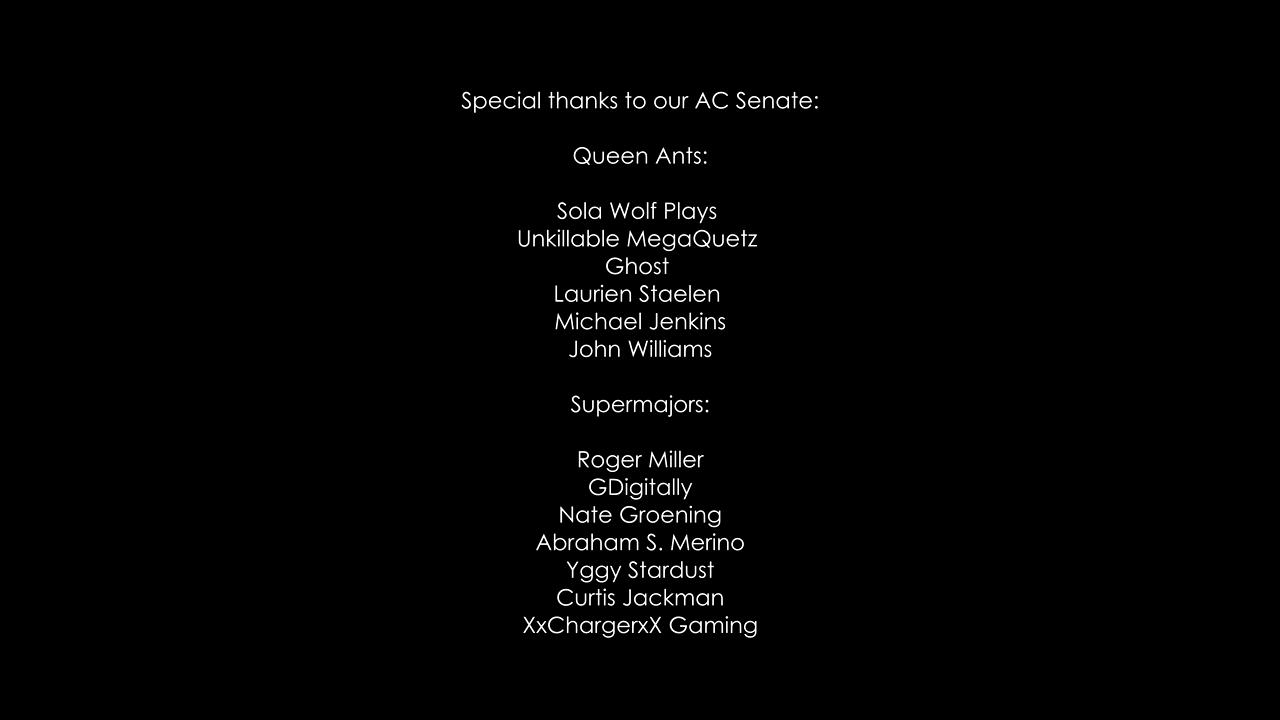 Special thanks to our AC Senate:
Queen Ants:
Sola Wolf Plays
Unkillable MegaQuetz
Ghost
Laurien Staelen
Michael Jenkins
John Williams
Supermajors:
Roger Miller
GDigitally
Nate Groening
Abraham S. Merino
Yggy Stardust
Curtis Jackman
XxChargerxX Gaming